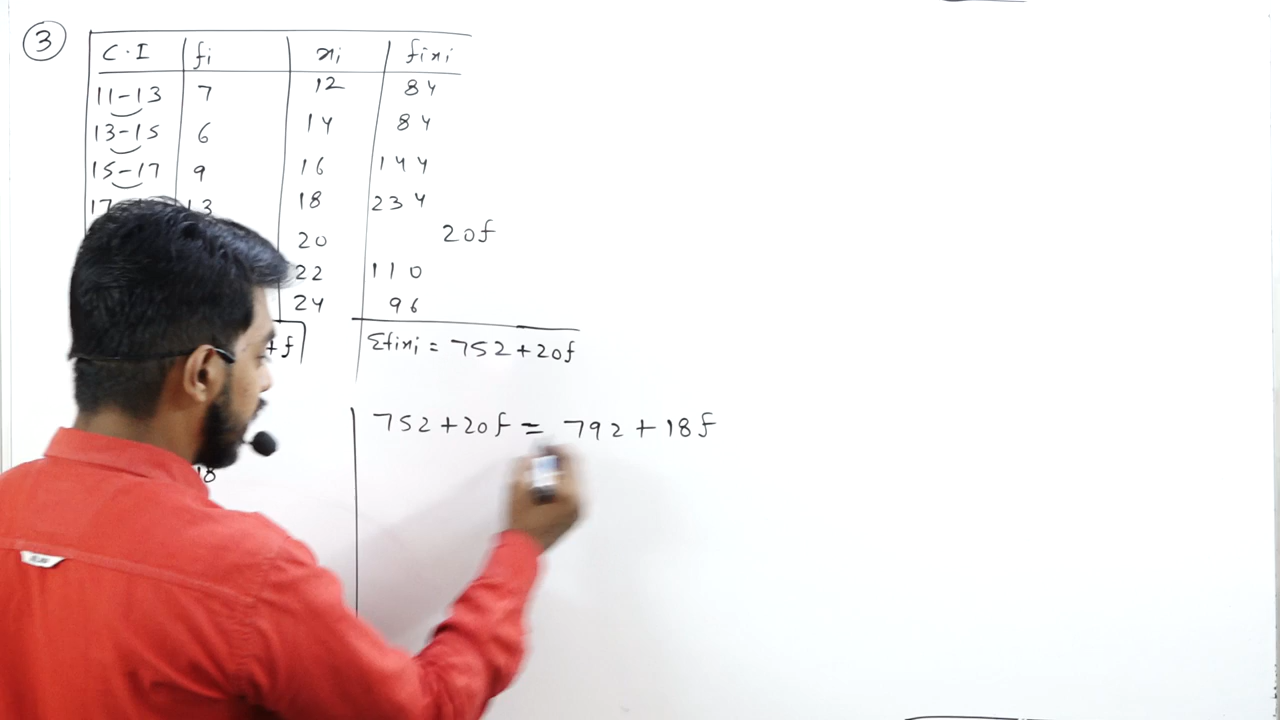 3
C.I fi xi fixi
11-13 7 12 84
13-15 6 14 84
15-17 9 16 144
17 13 18 234
20 20f
22 110
24 96
+f Σfixi = 752+20f
752+20f = 792+18f
18